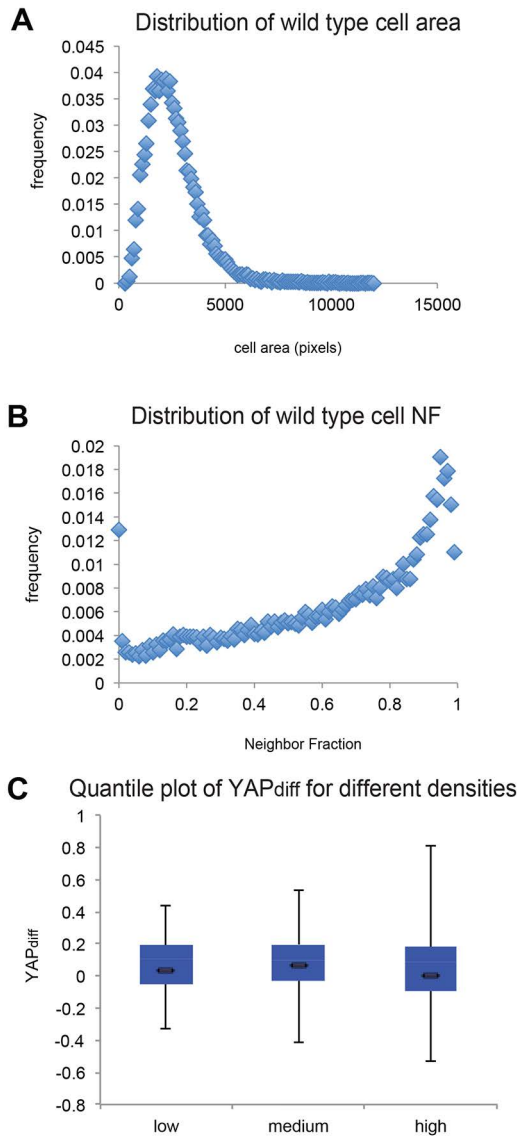 A
Distribution of wild type cell area
0.045
0.04
0.035
0.03
0.025
0.02
0.015
0.01
0.005
0
frequency
0 5000 10000 15000
cell area (pixels)
B
Distribution of wild type cell NF
0.02
0.018
0.016
0.014
0.012
0.01
0.008
0.006
0.004
0.002
0
frequency
0 0.2 0.4 0.6 0.8 1
Neighbor Fraction
C
Quantile plot of YAPdiff for different densities
1
0.8
0.6
0.4
0.2
0
-0.2
-0.4
-0.6
-0.8
YAPdiff
low medium high